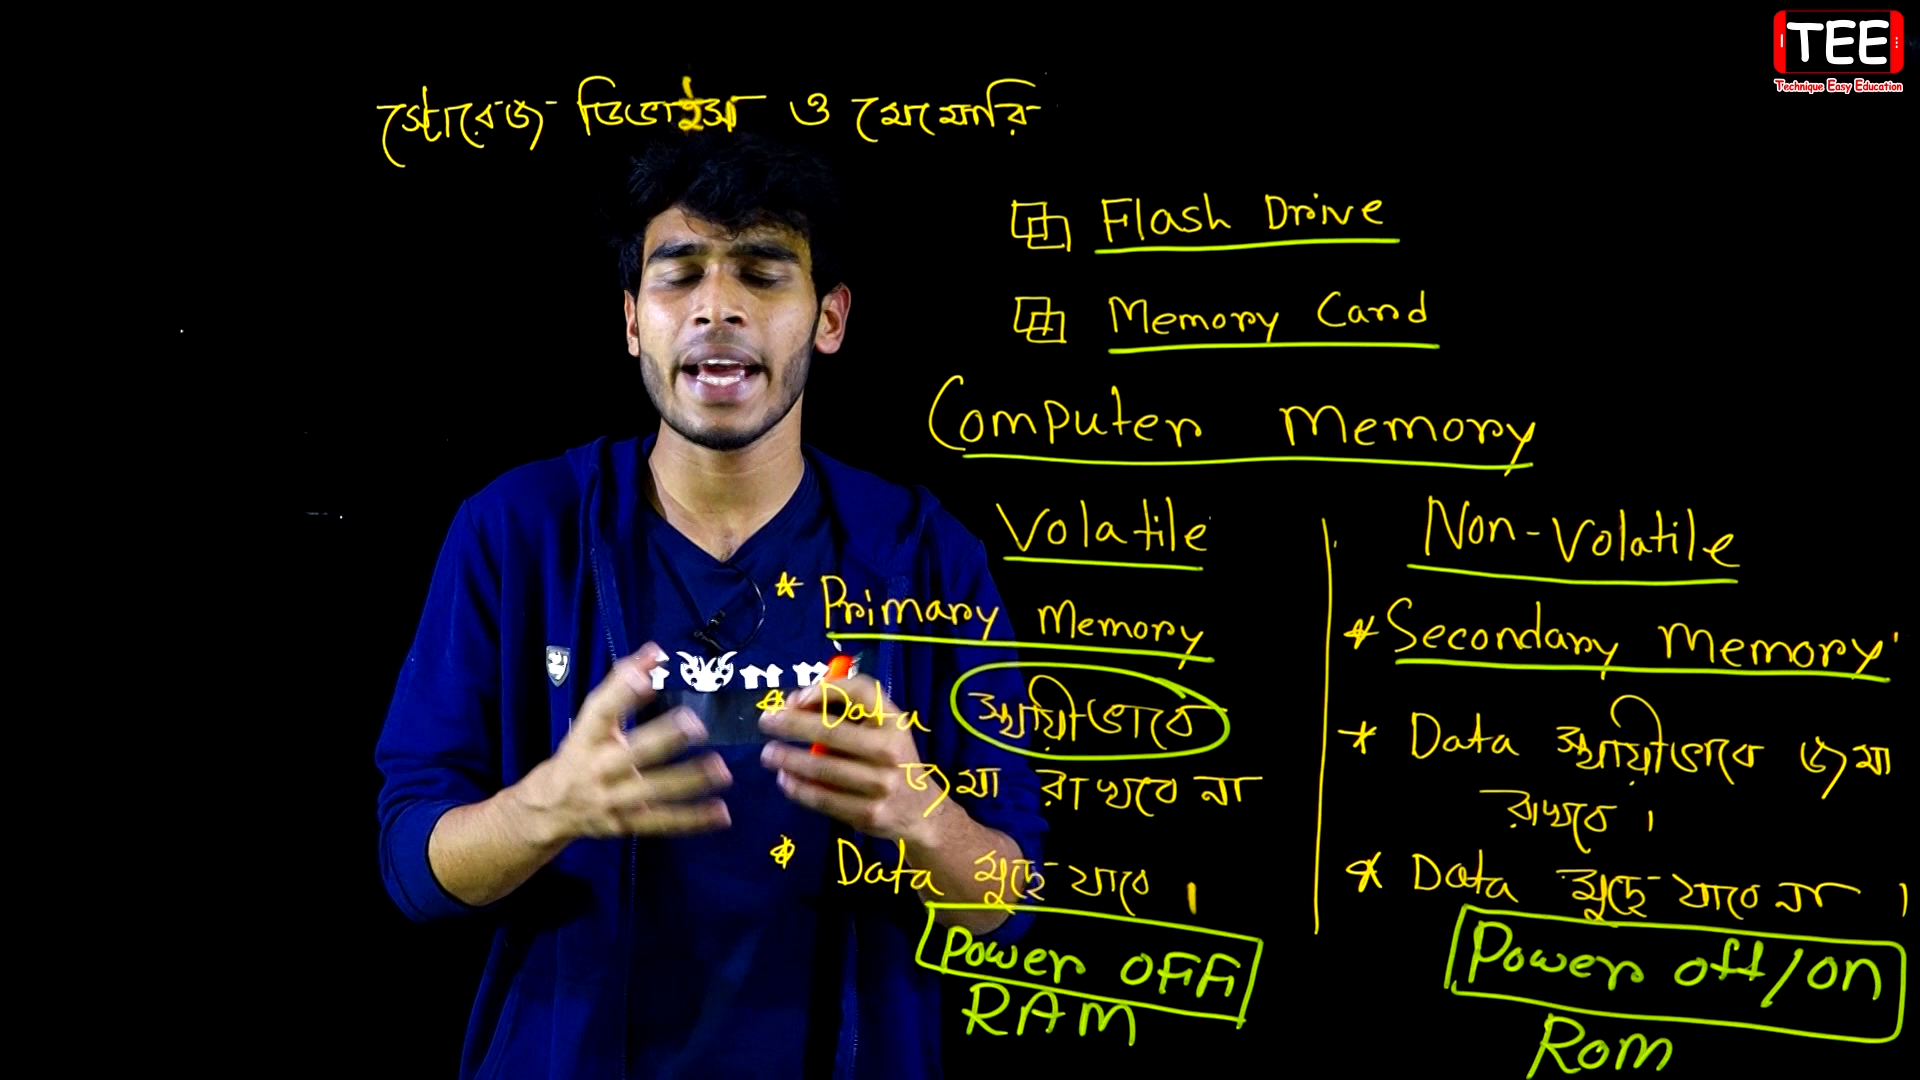 TEE
Technique Easy Education
স্টোরেজ ডিভাইস ও মেমোরি
Flash Drive
Memory Card
Computer Memory
Volatile
* Primary Memory
* Data স্থায়ীভাবে
জমা রাখবে না
* Data মুছে যাবে।
Power OFF
RAM
Non-Volatile
* Secondary Memory
* Data স্থায়ীভাবে জমা
রাখবে।
* Data মুছে যাবে না।
Power off/on
Rom